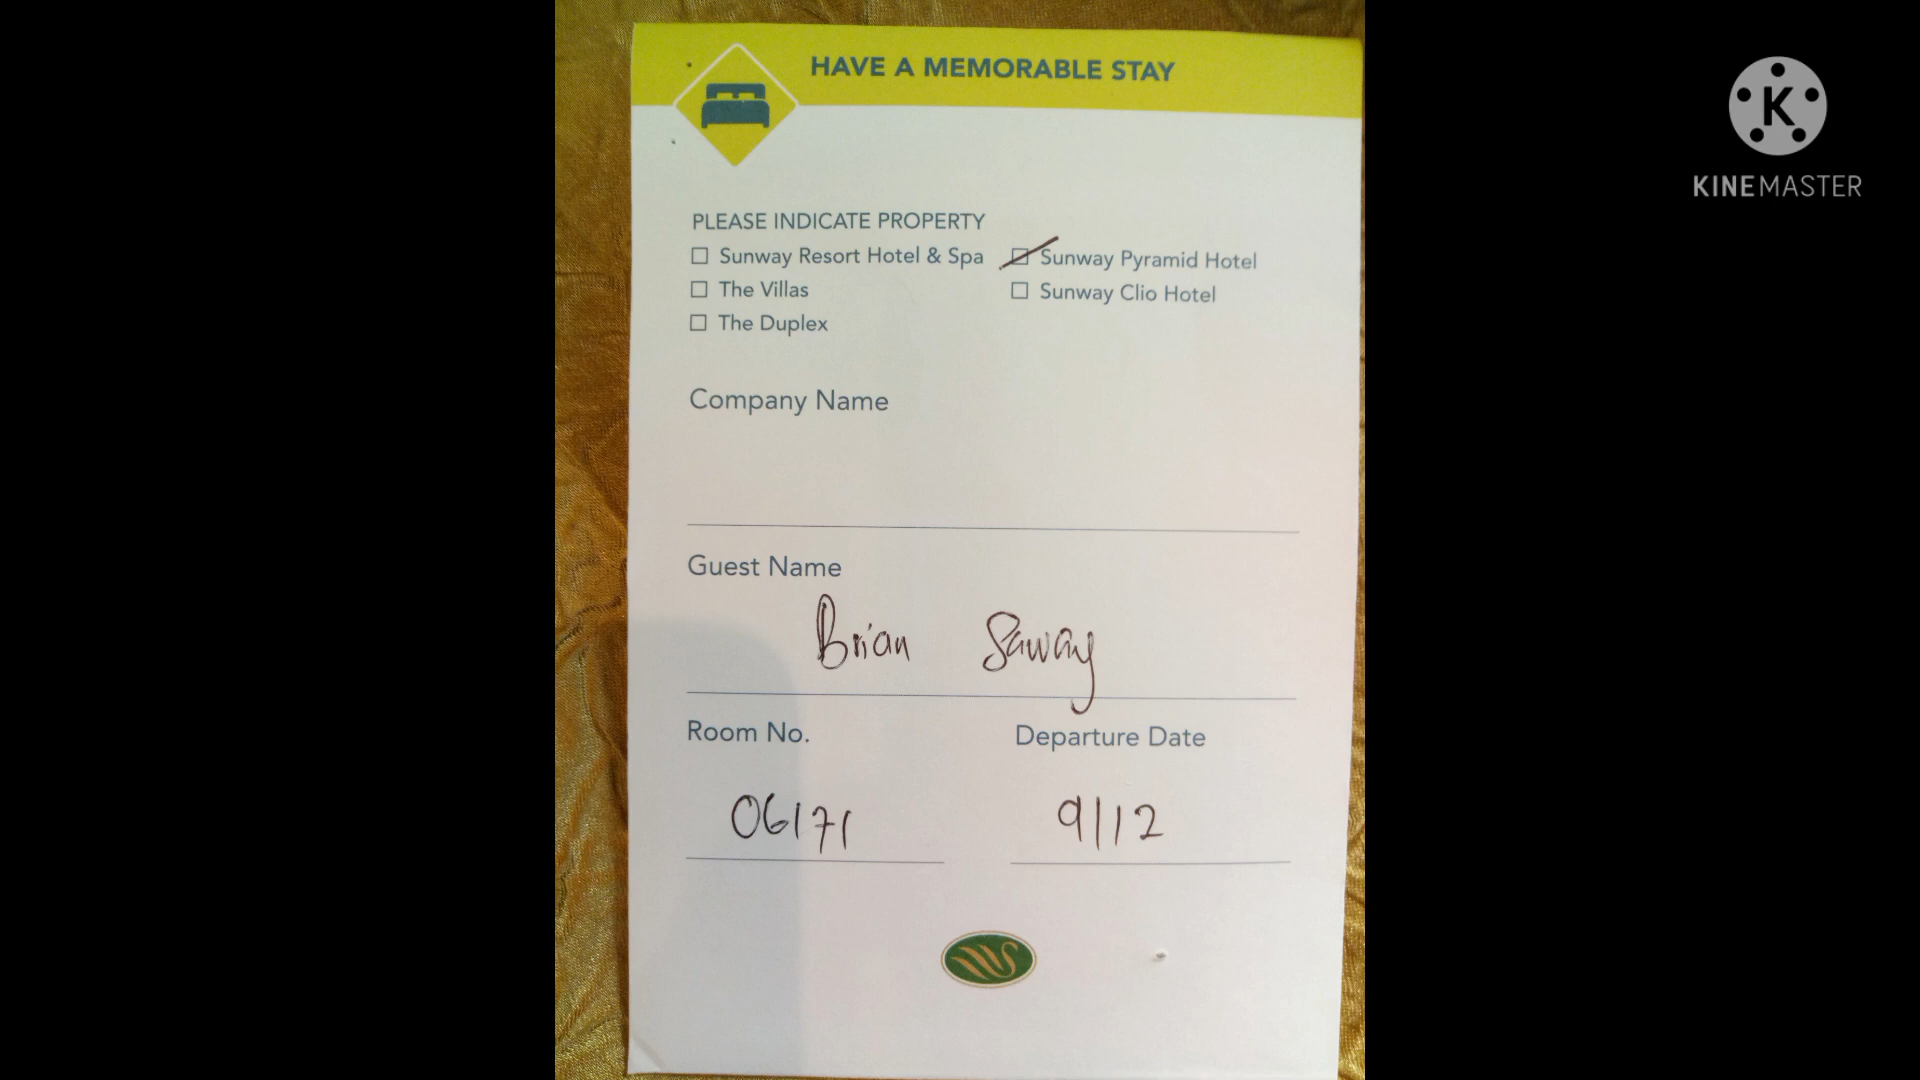 HAVE A MEMORABLE STAY
PLEASE INDICATE PROPERTY
Sunway Resort Hotel & Spa
Sunway Pyramid Hotel
The Villas
Sunway Clio Hotel
The Duplex
Company Name
Guest Name
Brian Saway
Room No.
Departure Date
06171
9/12
K
KINEMASTER